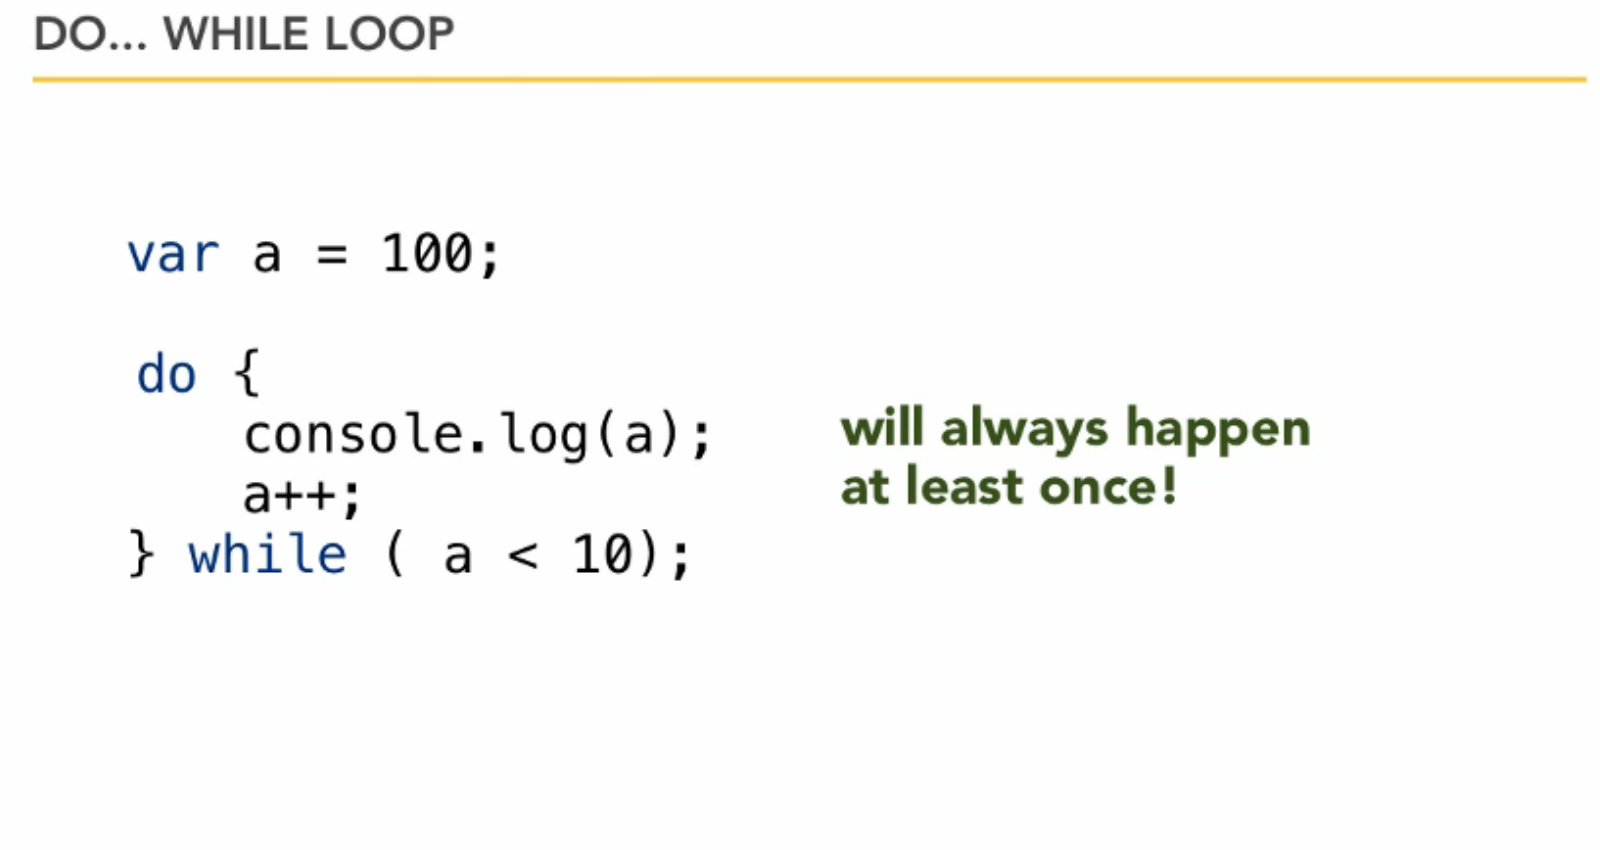 DO... WHILE LOOP
var a = 100;
do {
console.log(a);
a++;
} while ( a < 10);
will always happen
at least once!